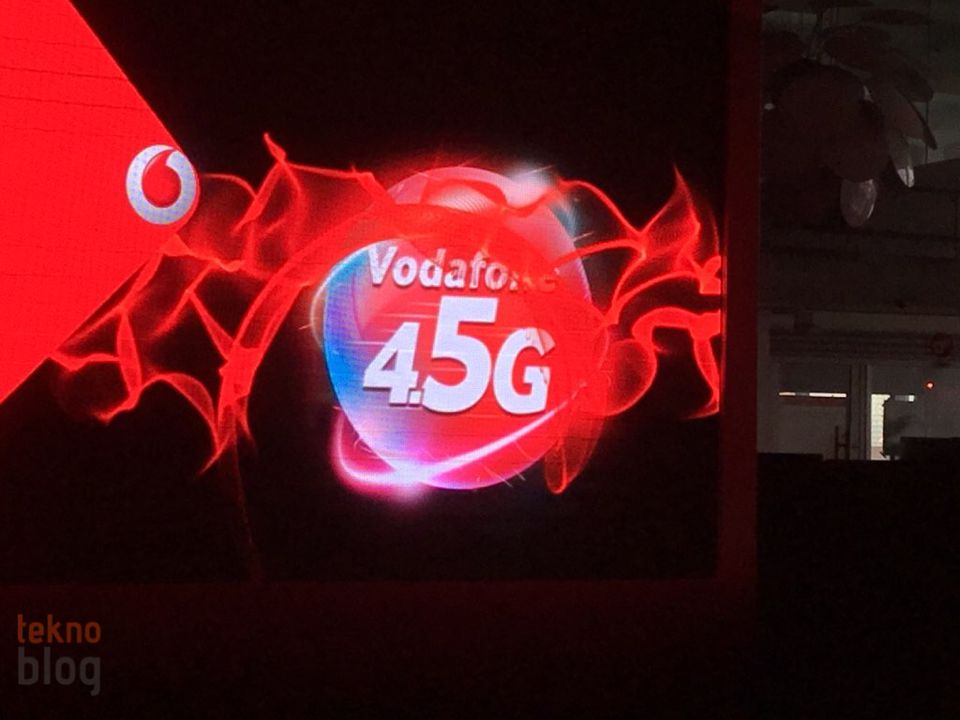 Vodafone
4.5G
tekno
blog